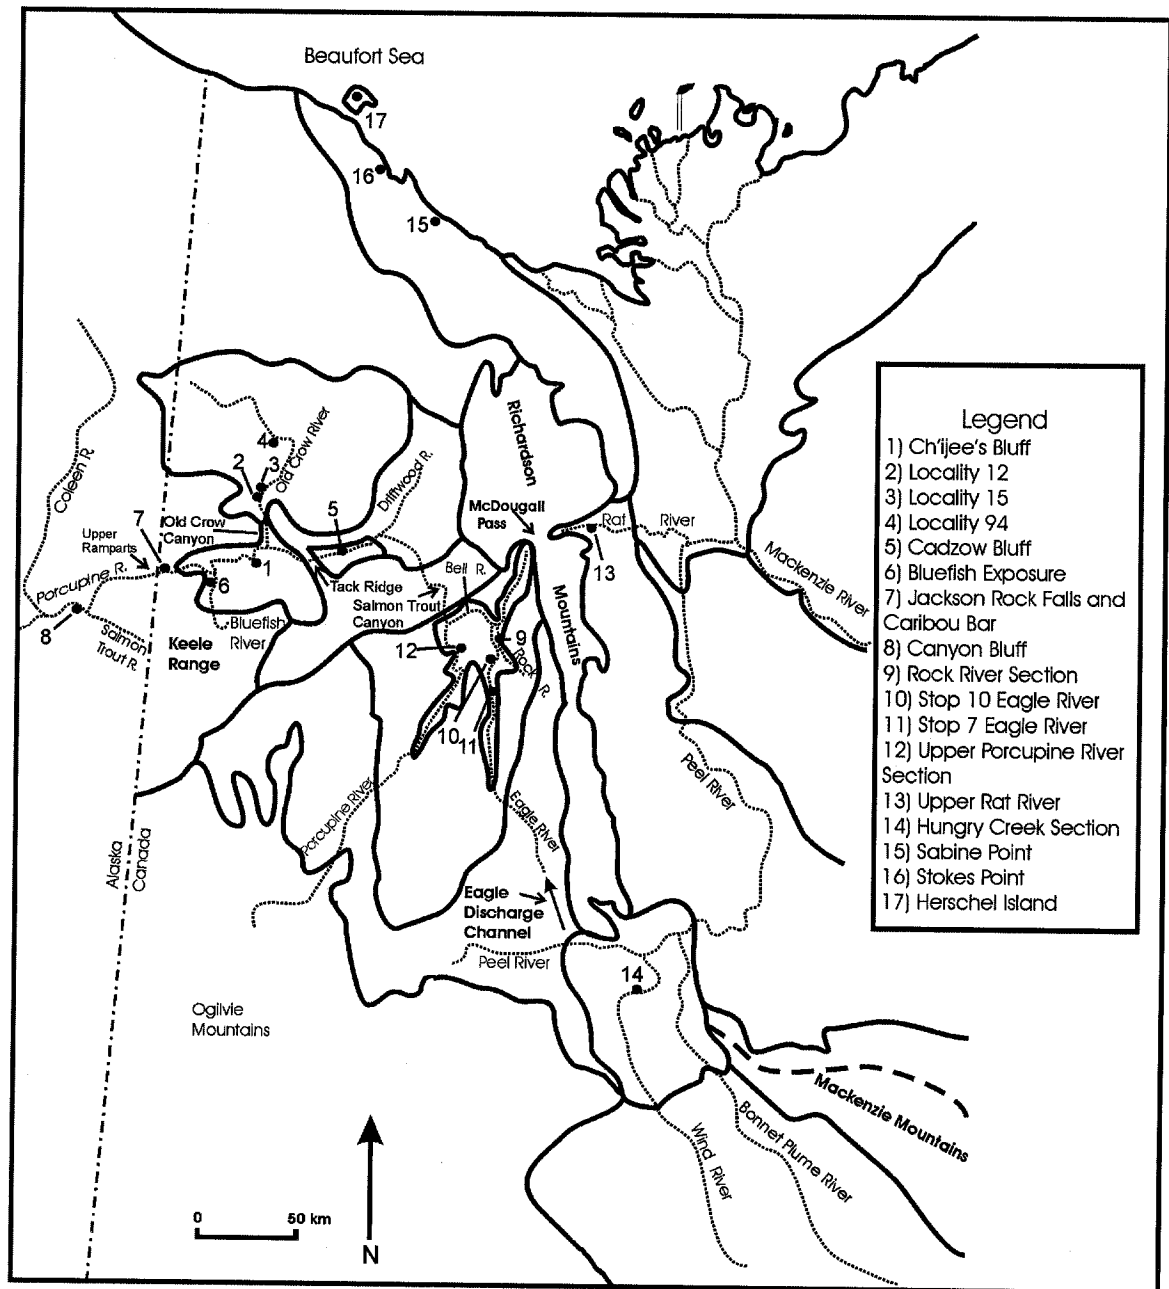 Beaufort Sea
17
16
15
Richardson
Mountains
McDougall
Pass
Rat
River
13
Mackenzie River
Coleen R.
4
Old Crow River
2
3
Driftwood R.
5
Old Crow
Canyon
7
Upper
Ramparts
Porcupine R.
1
6
8
Salmon
Trout R.
Bluefish
River
Keele
Range
Tack Ridge
Salmon Trout
Canyon
Bell R.
9
Rock R.
12
10
11
Porcupine River
Eagle River
Peel River
Alaska
Canada
Eagle
Discharge
Channel
Peel River
14
Ogilvie
Mountains
Mackenzie Mountains
Bonnet Plume River
Wind River
0
50 km
N
Legend
1) Ch'ijee's Bluff
2) Locality 12
3) Locality 15
4) Locality 94
5) Cadzow Bluff
6) Bluefish Exposure
7) Jackson Rock Falls and
Caribou Bar
8) Canyon Bluff
9) Rock River Section
10) Stop 10 Eagle River
11) Stop 7 Eagle River
12) Upper Porcupine River
Section
13) Upper Rat River
14) Hungry Creek Section
15) Sabine Point
16) Stokes Point
17) Herschel Island